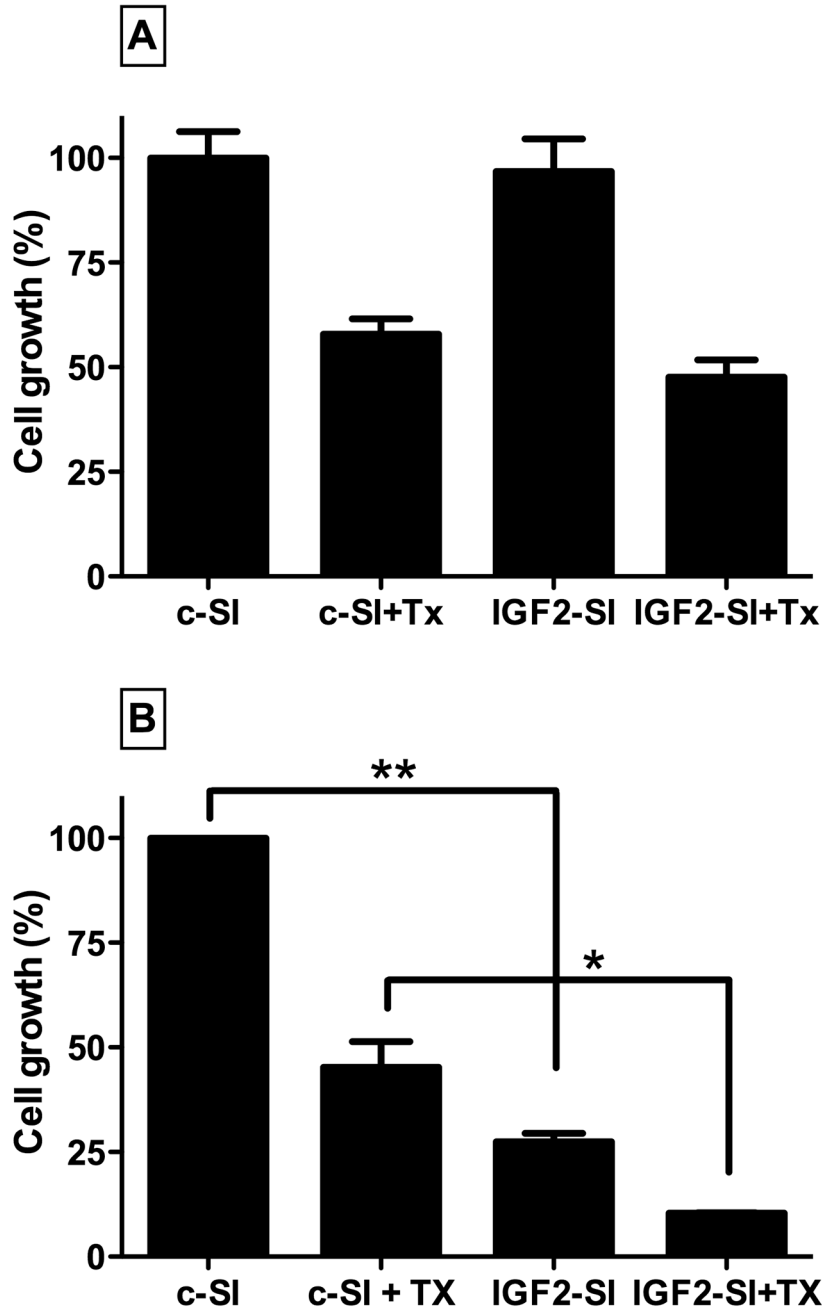 A
Cell growth (%)
100
75
50
25
0
c-SI c-SI+Tx IGF2-SI IGF2-SI+Tx
B
**
*
Cell growth (%)
100
75
50
25
0
c-SI c-SI + TX IGF2-SI IGF2-SI+TX